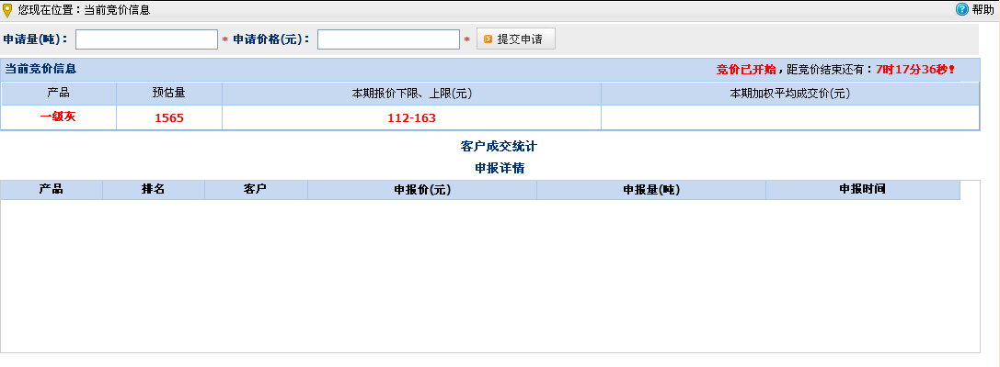 您现在位置：当前竞价信息 帮助
申请量(吨)： * 申请价格(元)： * 提交申请
当前竞价信息 竞价已开始，距竞价结束还有：7时17分36秒!
产品 预估量 本期报价下限、上限(元) 本期加权平均成交价(元)
一级灰 1565 112-163
客户成交统计
申报详情
产品 排名 客户 申报价(元) 申报量(吨) 申报时间